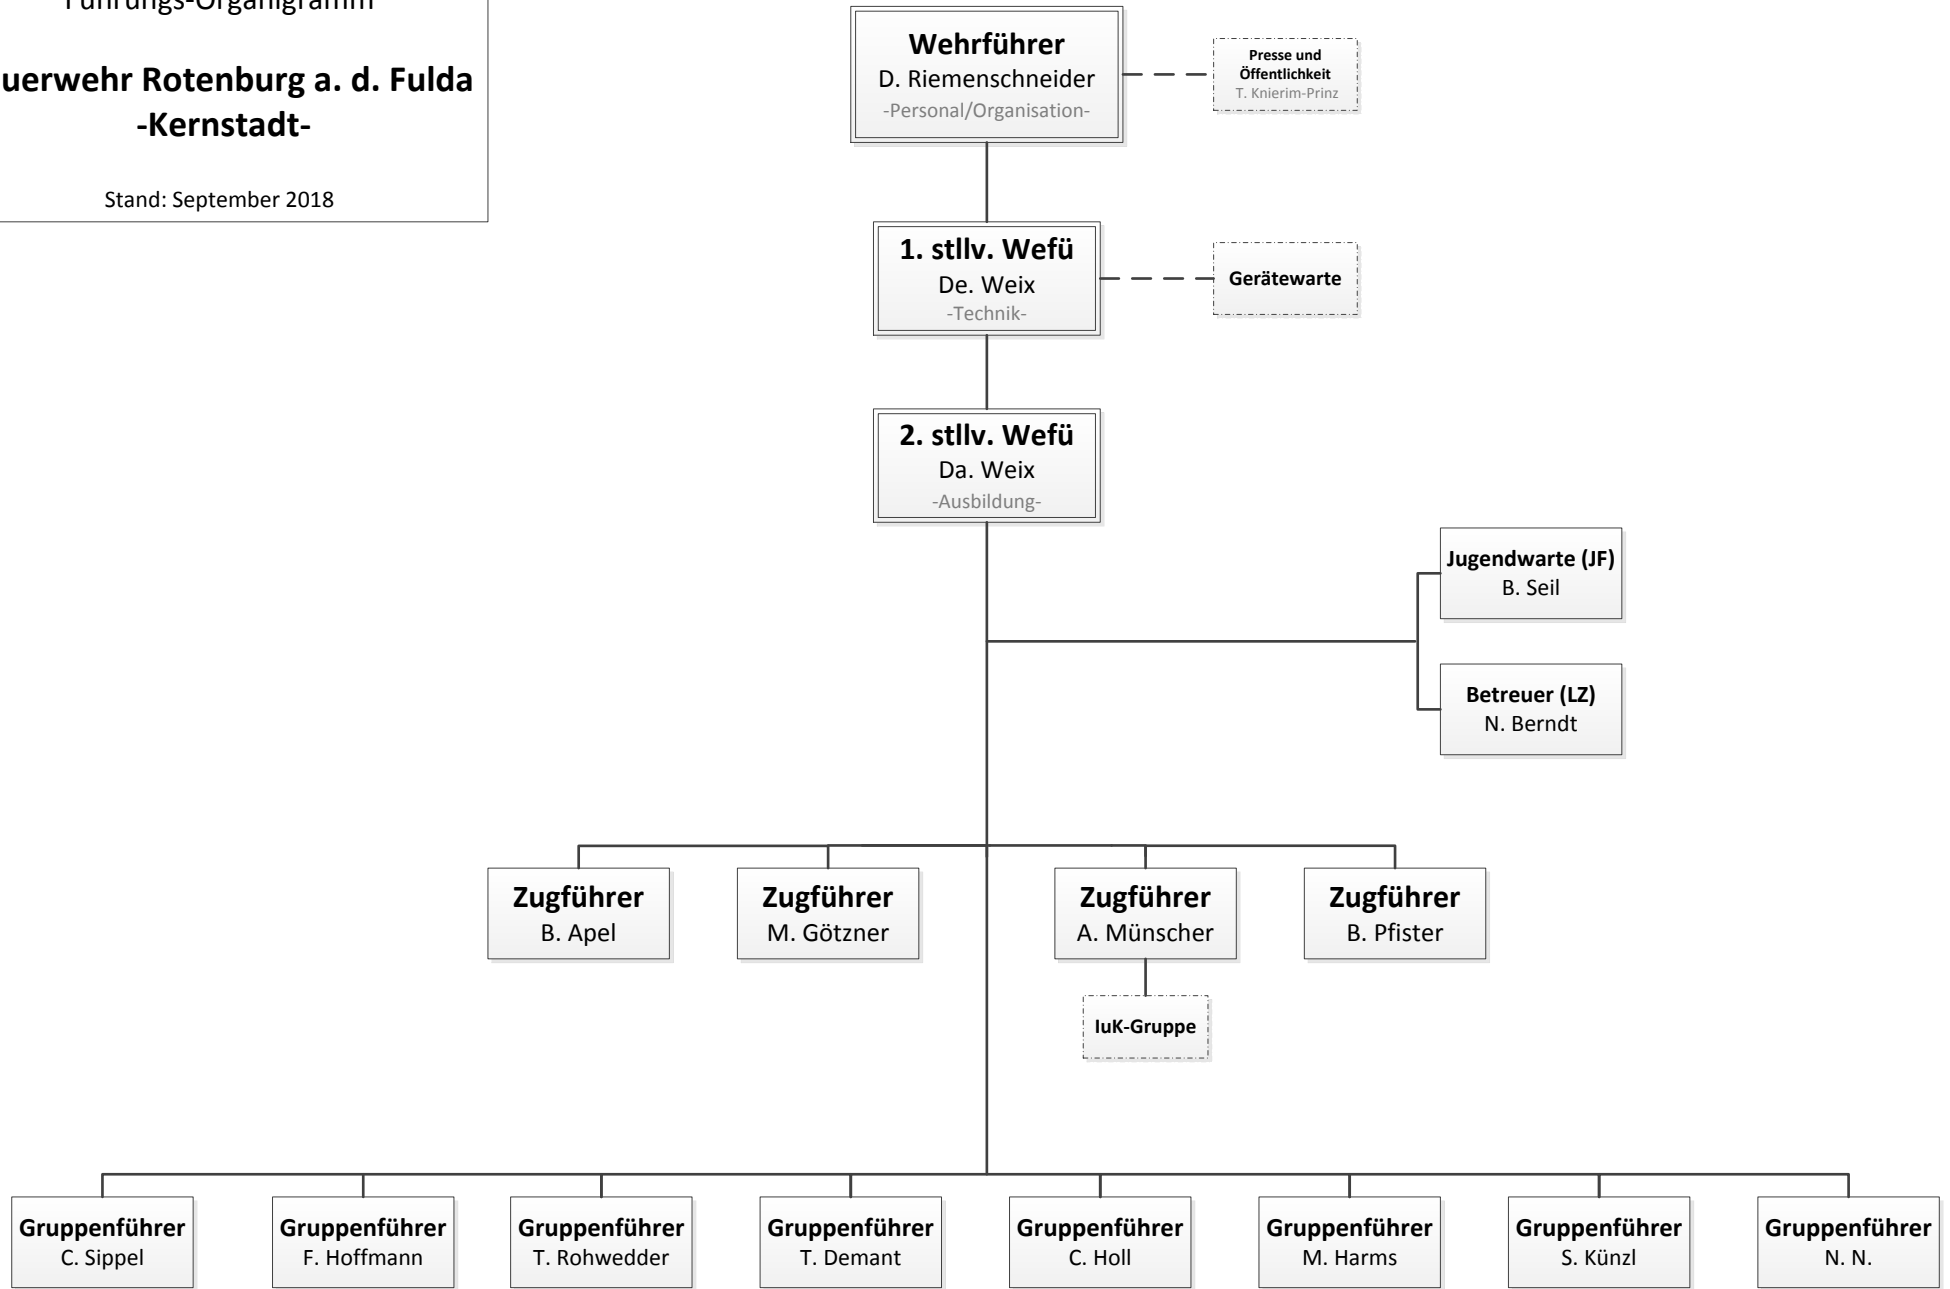 Führungs-Organigramm
uerwehr Rotenburg a. d. Fulda
-Kernstadt-
Stand: September 2018
Wehrführer
D. Riemenschneider
-Personal/Organisation-
Presse und
Öffentlichkeit
T. Knierim-Prinz
1. stllv. Wefü
De. Weix
-Technik-
Gerätewarte
2. stllv. Wefü
Da. Weix
-Ausbildung-
Jugendwarte (JF)
B. Seil
Betreuer (LZ)
N. Berndt
Zugführer
B. Apel
Zugführer
M. Götzner
Zugführer
A. Münscher
Zugführer
B. Pfister
IuK-Gruppe
Gruppenführer
C. Sippel
Gruppenführer
F. Hoffmann
Gruppenführer
T. Rohwedder
Gruppenführer
T. Demant
Gruppenführer
C. Holl
Gruppenführer
M. Harms
Gruppenführer
S. Künzl
Gruppenführer
N. N.